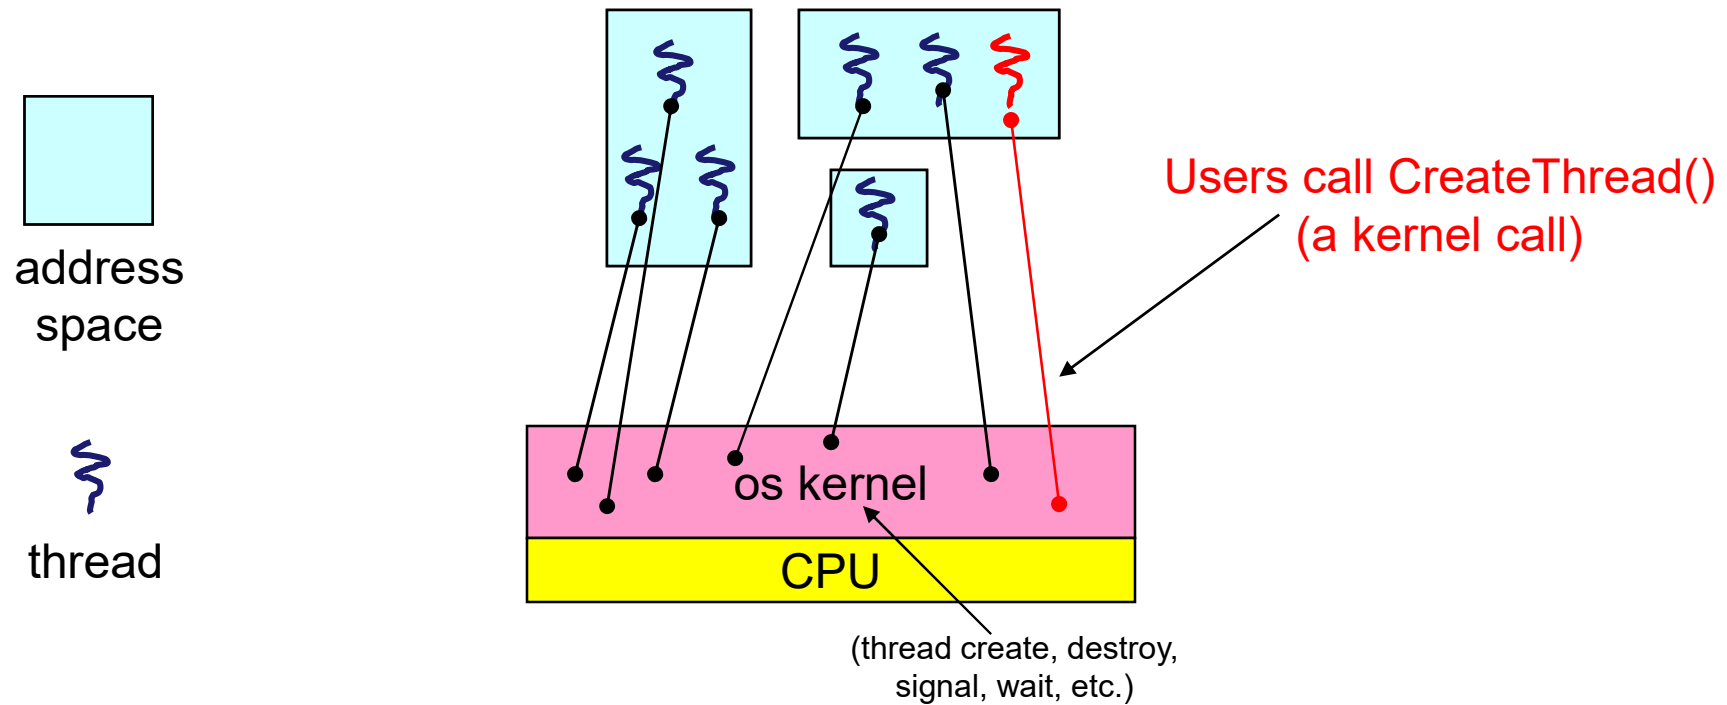 address
space
thread
Users call CreateThread()
(a kernel call)
os kernel
CPU
(thread create, destroy,
signal, wait, etc.)